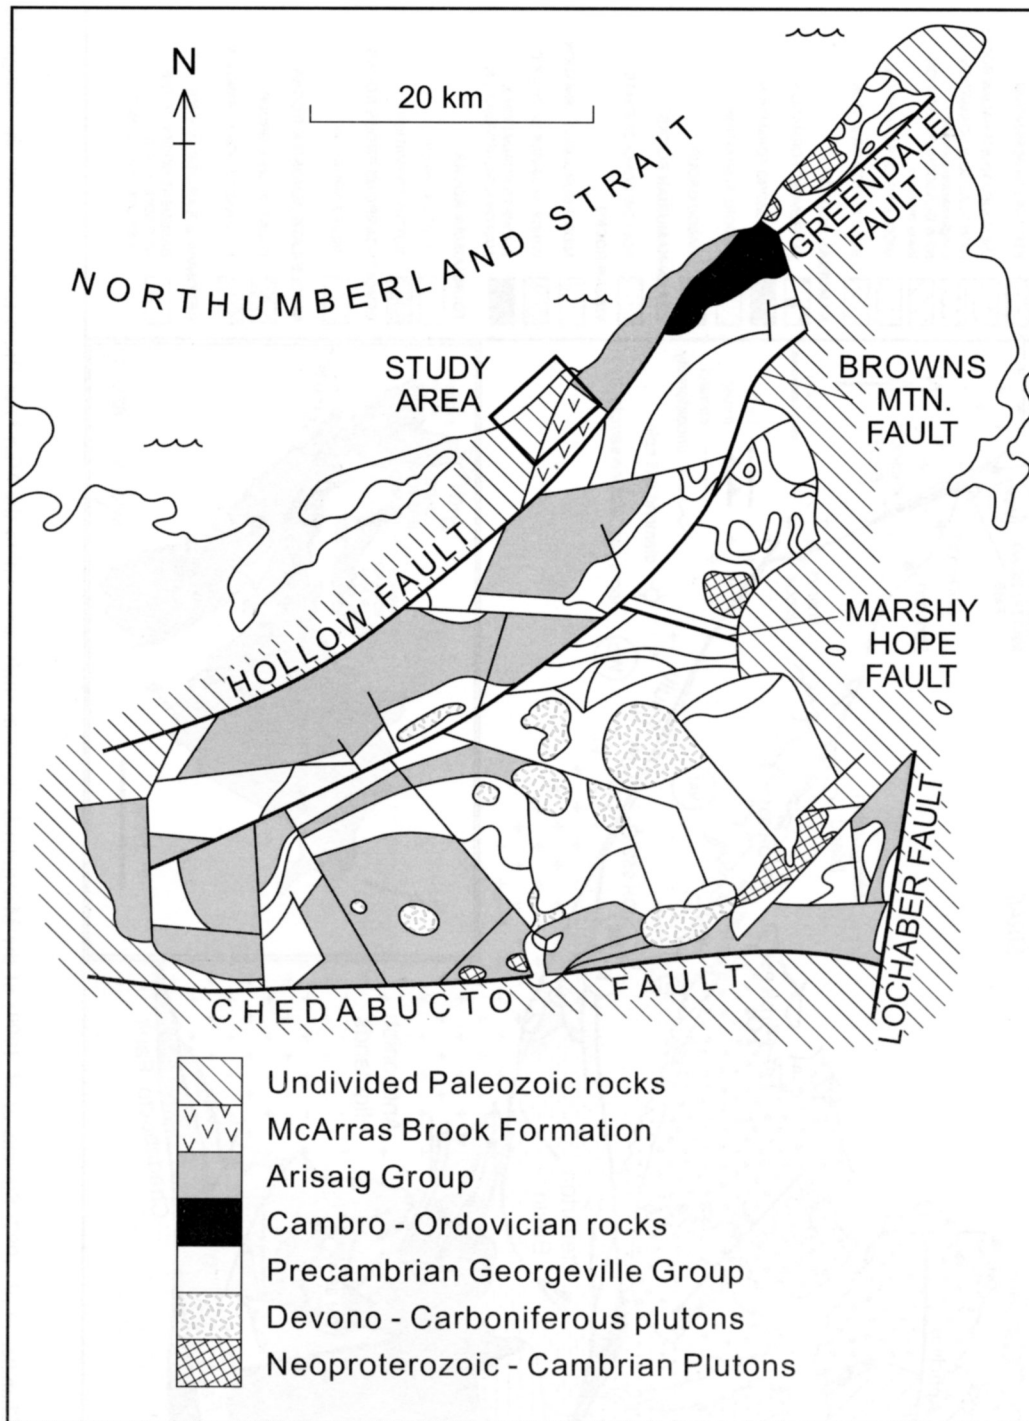 N
20 km
NORTHUMBERLAND STRAIT
GREENDALE
FAULT
STUDY
AREA
BROWNS
MTN.
FAULT
HOLLOW FAULT
MARSHY
HOPE
FAULT
LOCHABER FAULT
CHEDABUCTO FAULT
Undivided Paleozoic rocks
McArras Brook Formation
Arisaig Group
Cambro - Ordovician rocks
Precambrian Georgeville Group
Devono - Carboniferous plutons
Neoproterozoic - Cambrian Plutons